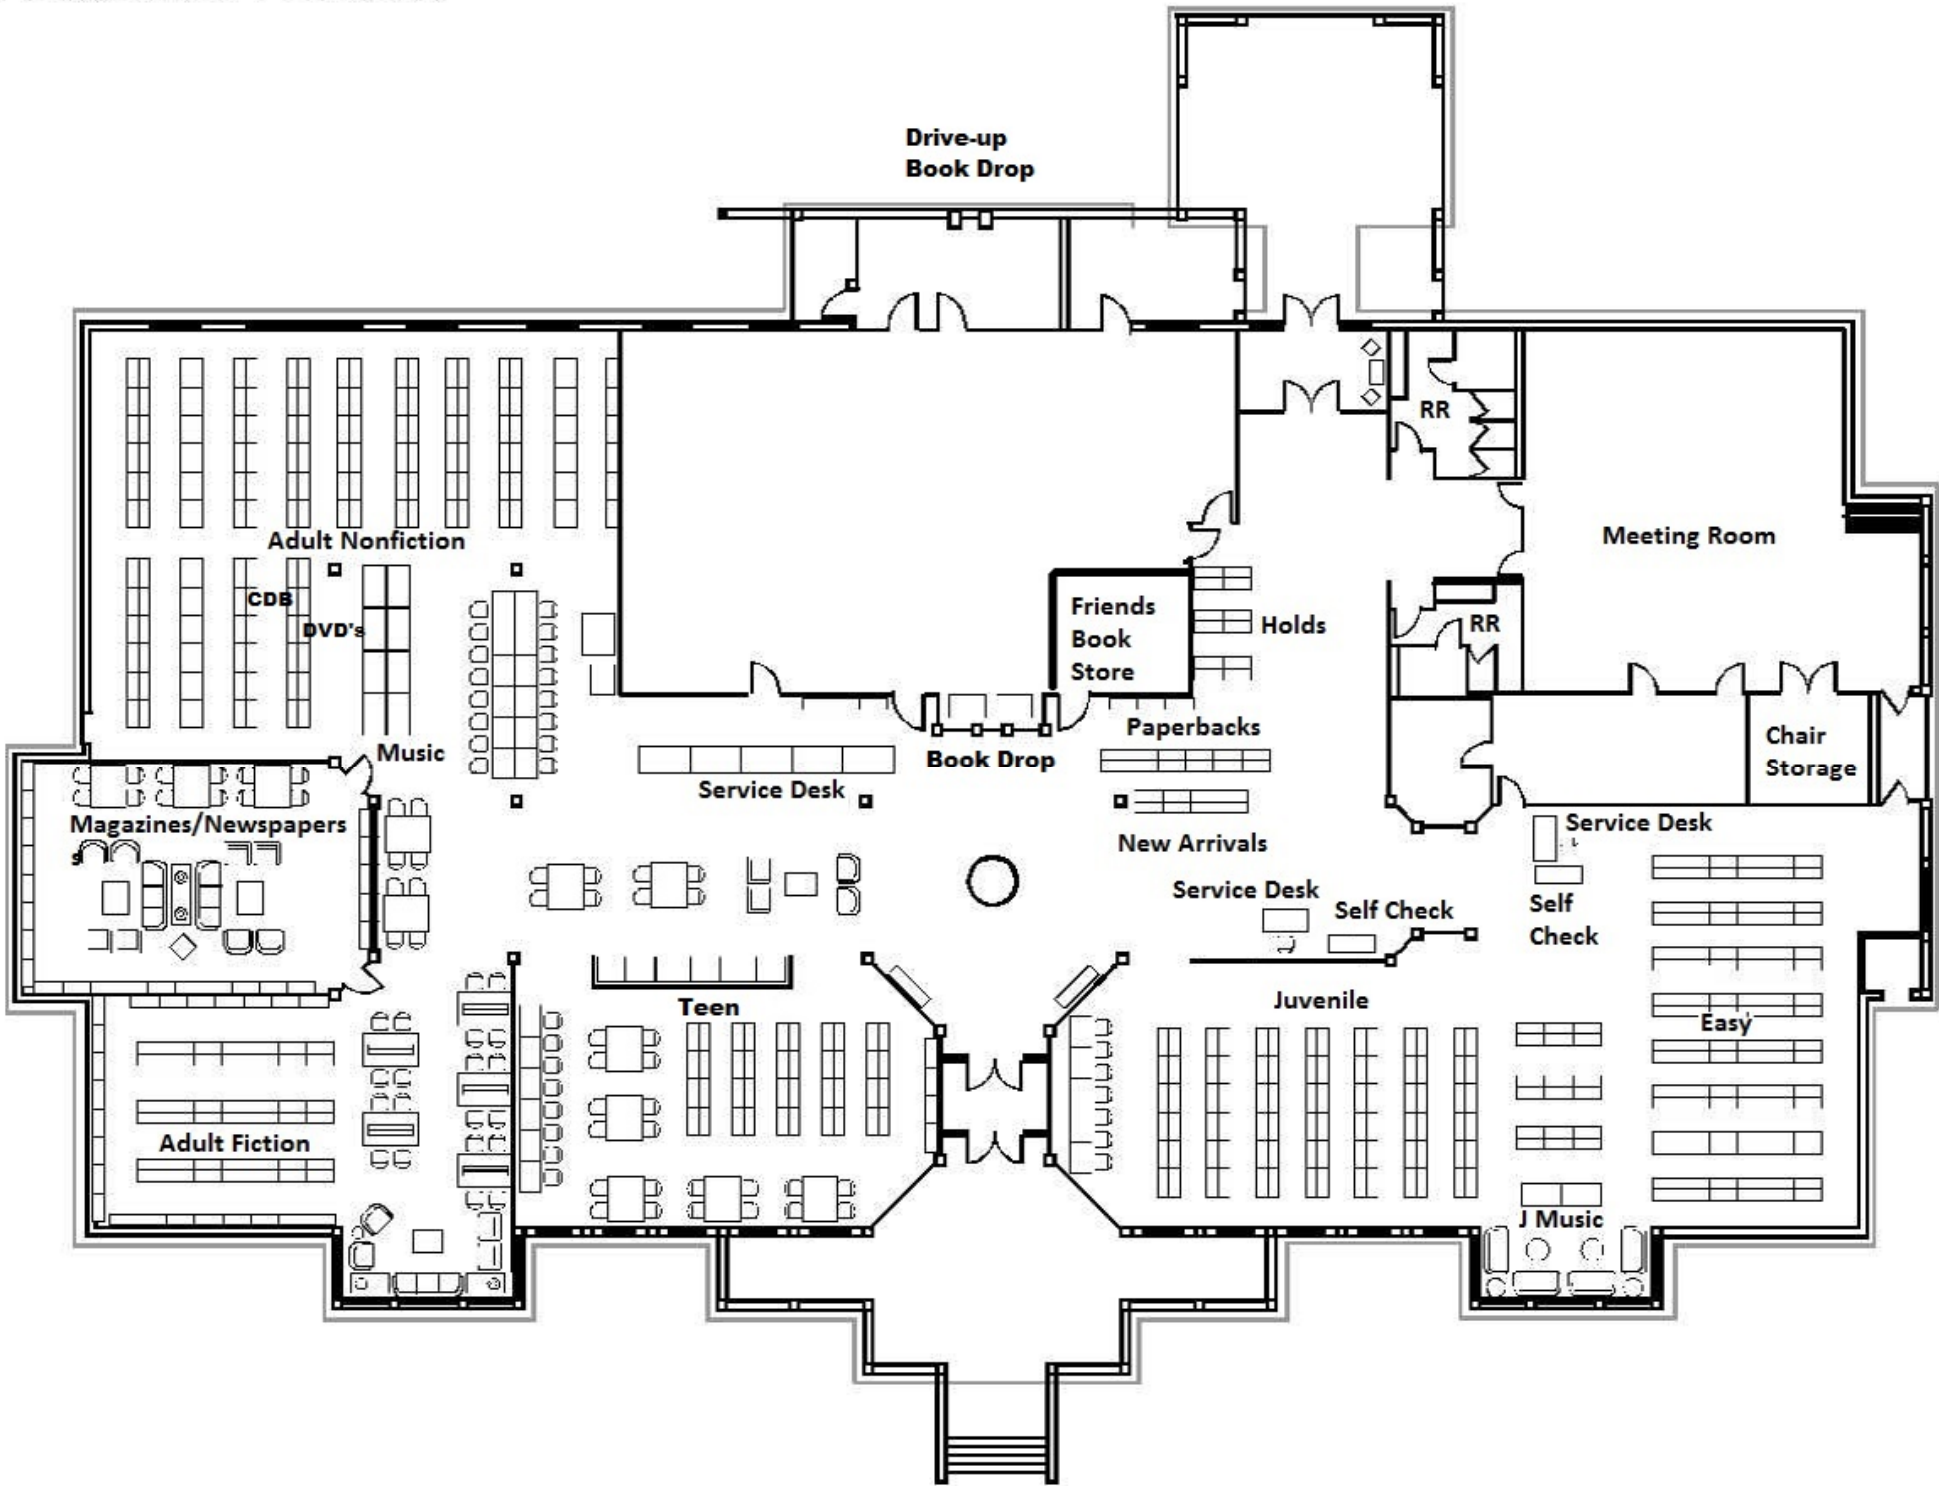 Drive-up
Book Drop
RR
Meeting Room
Adult Nonfiction
CDB
DVD's
Friends
Book
Store
Holds
RR
Paperbacks
Music
Book Drop
Chair
Storage
Service Desk
Magazines/Newspapers
s
New Arrivals
Service Desk
Service Desk
Self Check
Self
Check
Teen
Juvenile
Easy
Adult Fiction
J Music